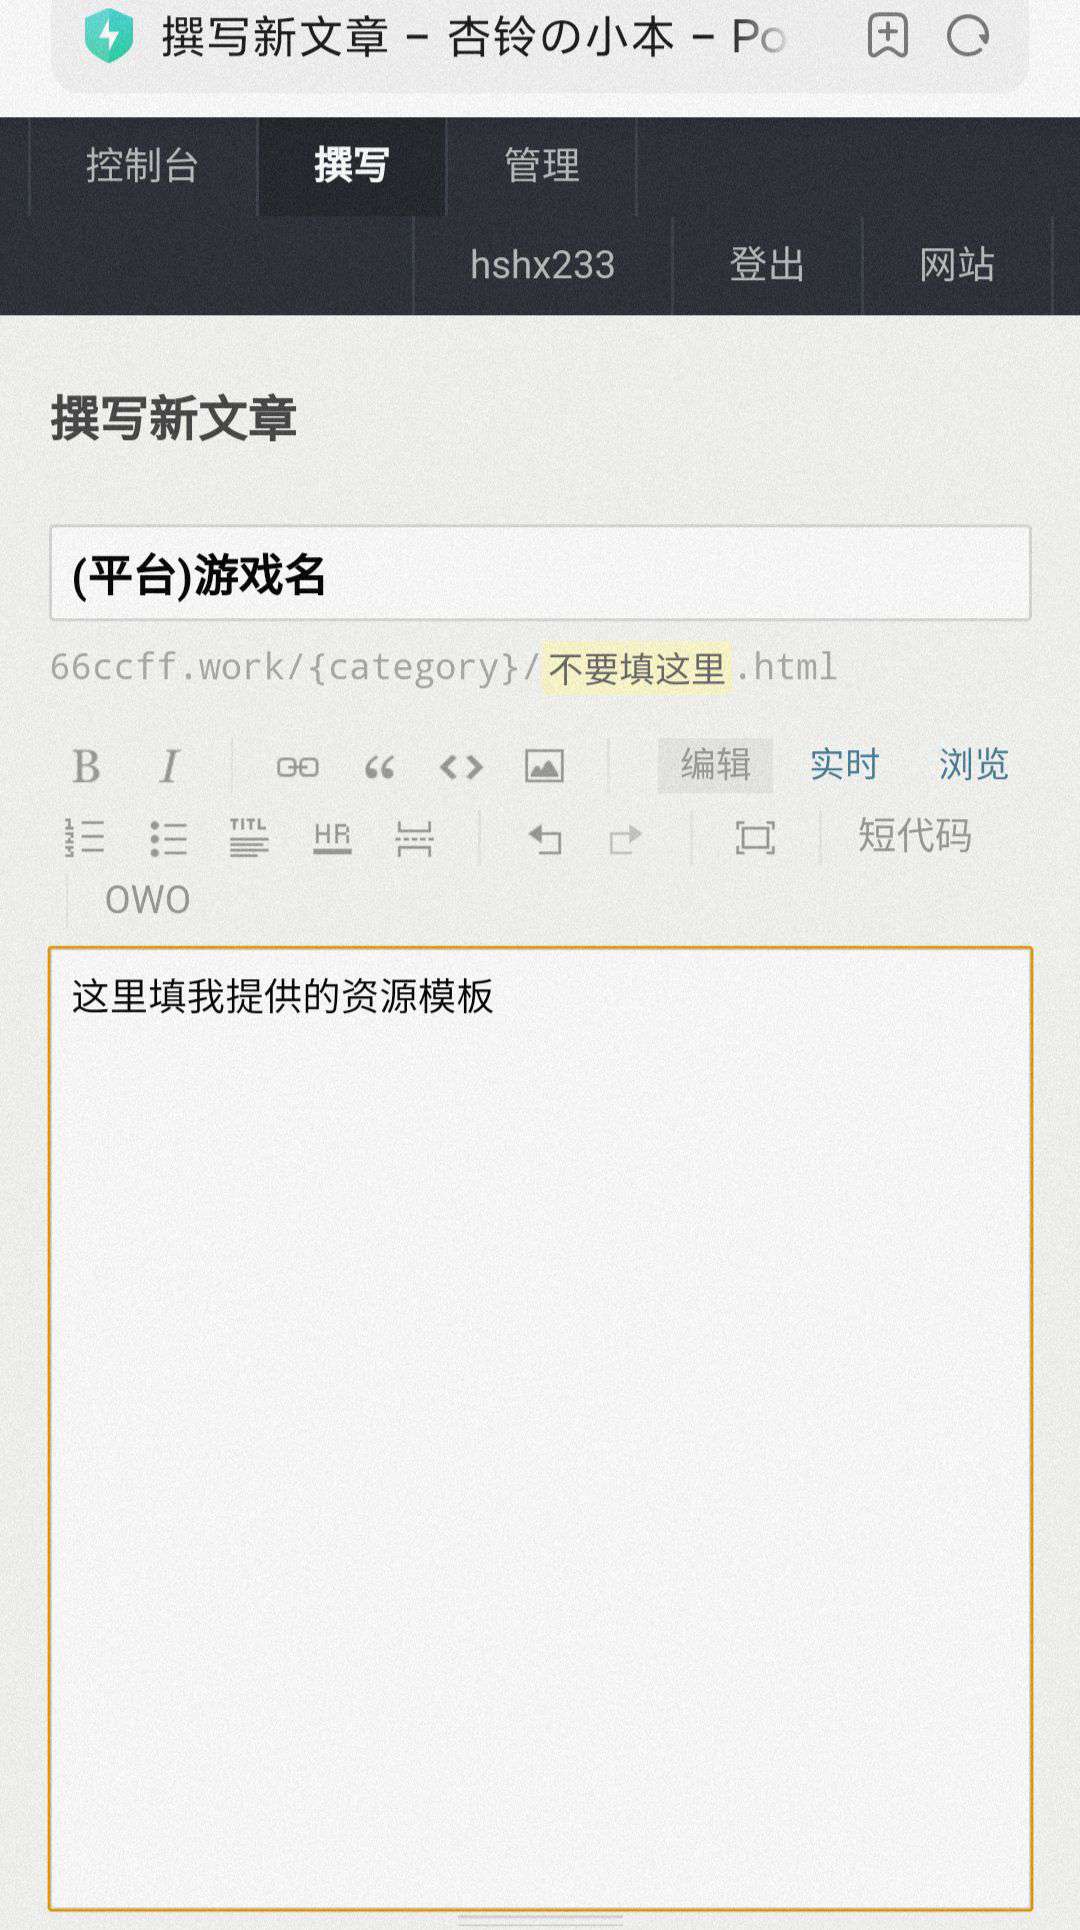 撰写新文章 - 杏铃の小本 - Po
控制台 撰写 管理
hshx233 登出 网站
撰写新文章
(平台)游戏名
66ccff.work/{category}/不要填这里.html
B I 编辑 实时 浏览
TITL HR 短代码
OWO
这里填我提供的资源模板